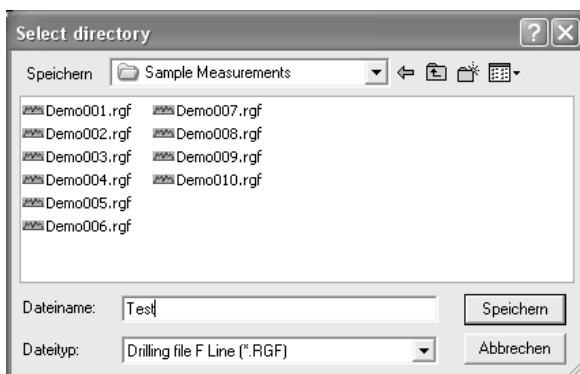 Select directory
Speichern Sample Measurements
Demo001.rgf Demo007.rgf
Demo002.rgf Demo008.rgf
Demo003.rgf Demo009.rgf
Demo004.rgf Demo010.rgf
Demo005.rgf
Demo006.rgf
Dateiname: Test Speichern
Dateityp: Drilling file F Line (*.RGF) Abbrechen